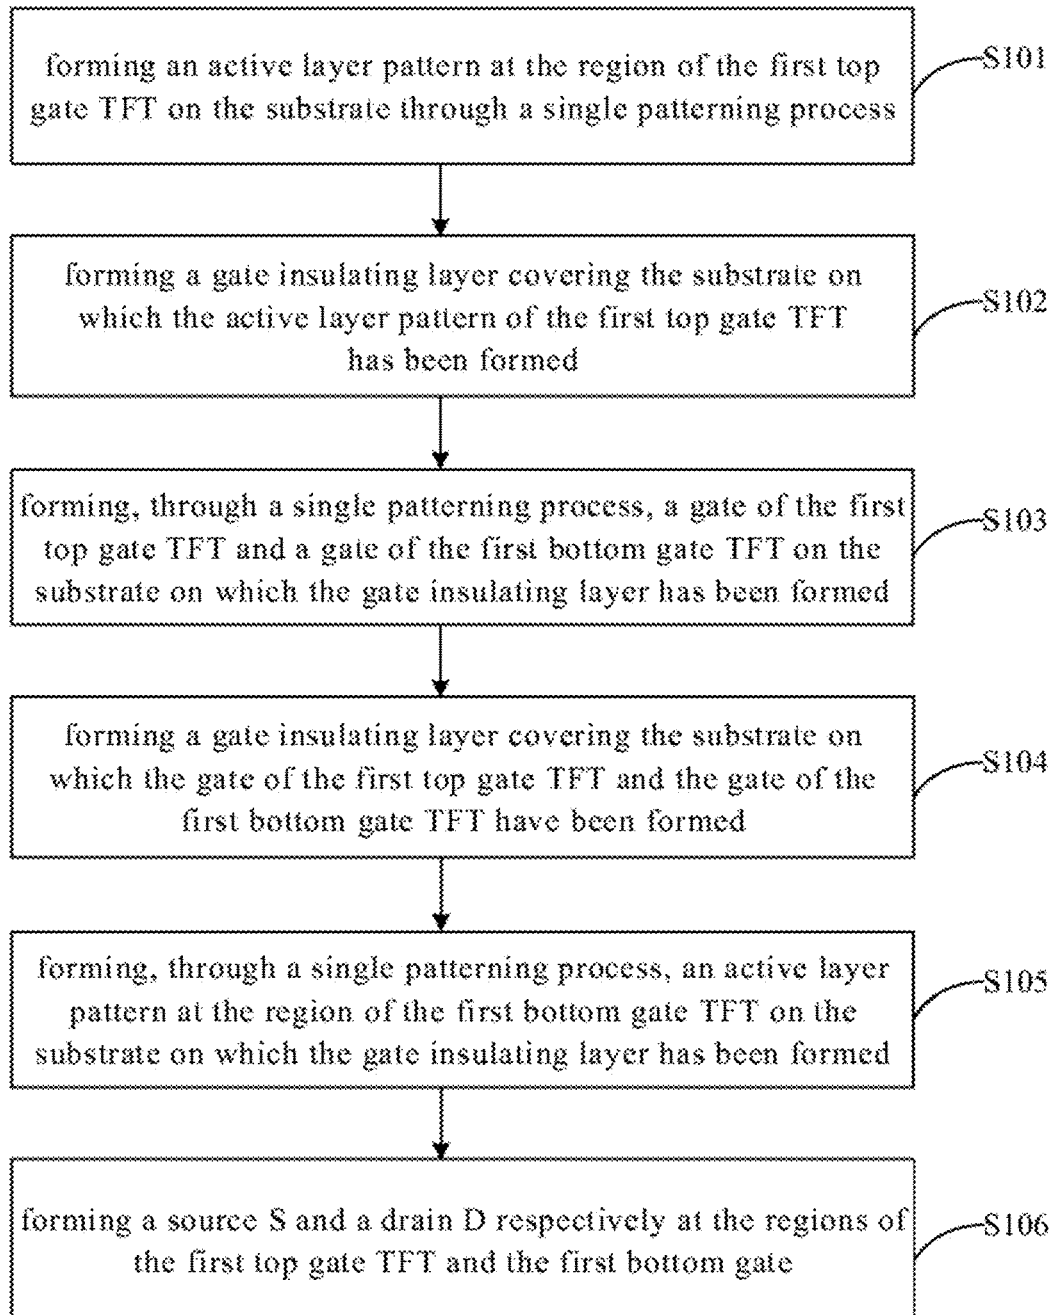 forming an active layer pattern at the region of the first top
gate TFT on the substrate through a single patterning process
S101
forming a gate insulating layer covering the substrate on
which the active layer pattern of the first top gate TFT
has been formed
S102
forming, through a single patterning process, a gate of the first
top gate TFT and a gate of the first bottom gate TFT on the
substrate on which the gate insulating layer has been formed
S103
forming a gate insulating layer covering the substrate on
which the gate of the first top gate TFT and the gate of the
first bottom gate TFT have been formed
S104
forming, through a single patterning process, an active layer
pattern at the region of the first bottom gate TFT on the
substrate on which the gate insulating layer has been formed
S105
forming a source S and a drain D respectively at the regions of
the first top gate TFT and the first bottom gate
S106